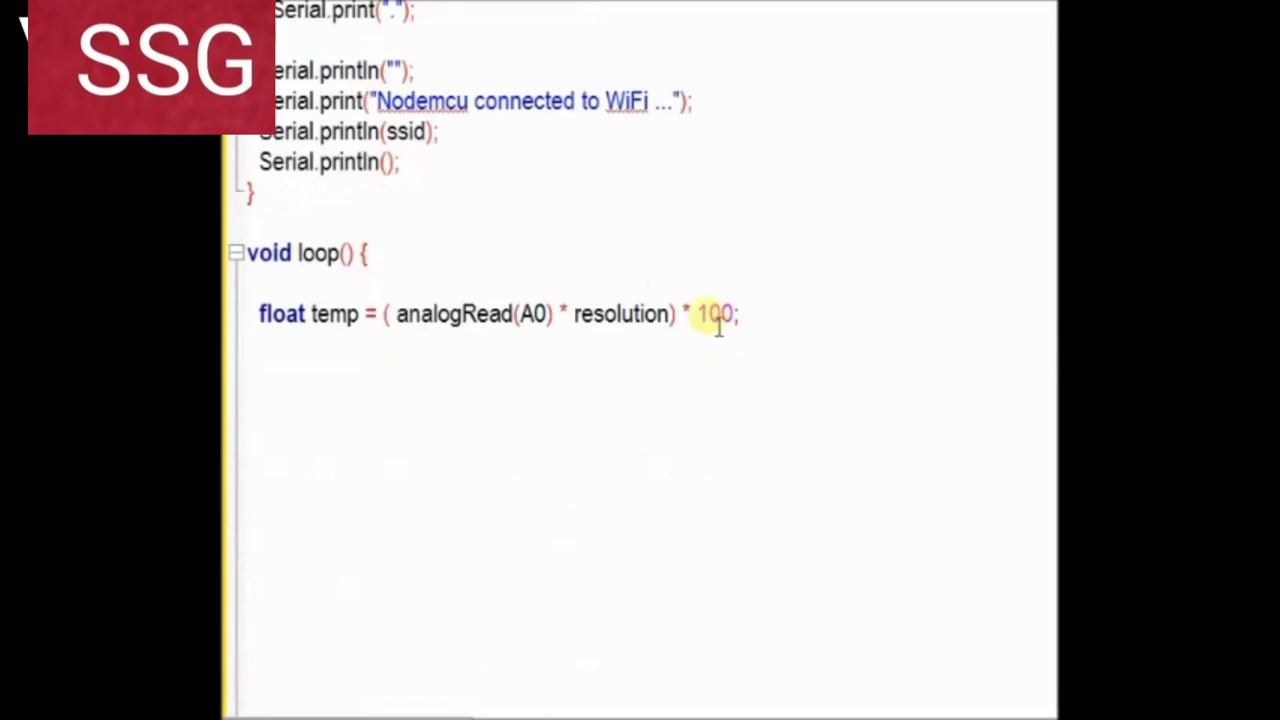 SSG
Serial.print(".");
erial.println("");
erial.print("Nodemcu connected to WiFi ...");
Serial.println(ssid);
Serial.println();
}
void loop() {
float temp = ( analogRead(A0) * resolution) * 100;